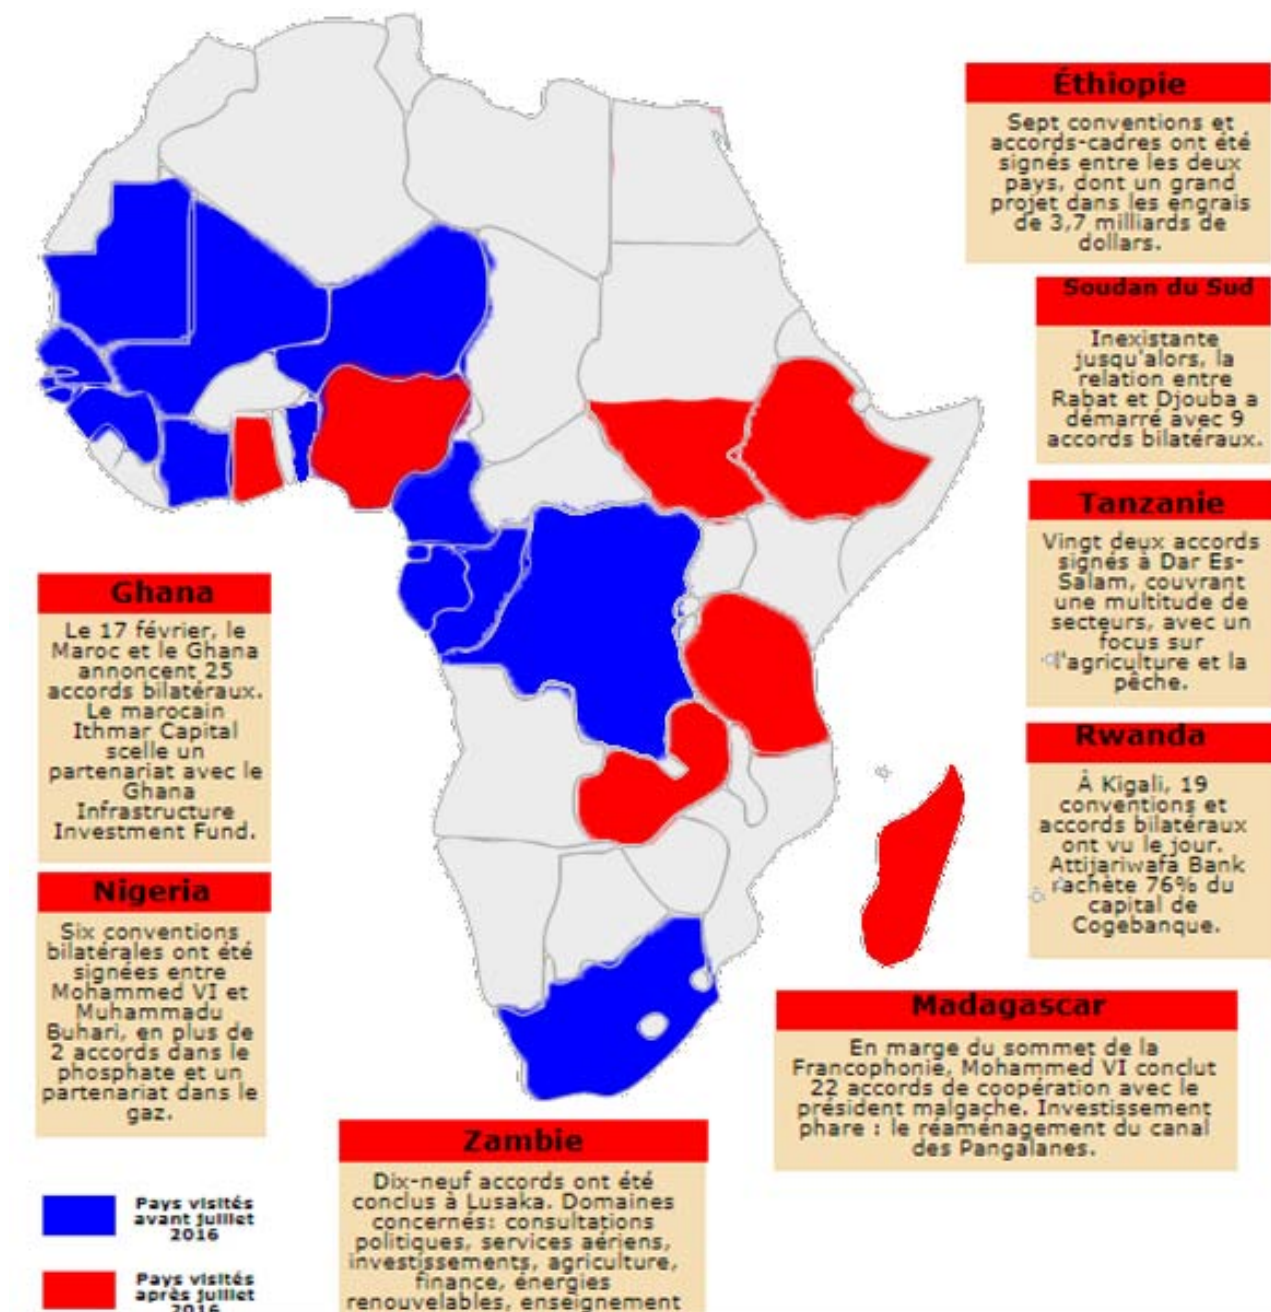 Éthiopie
Sept conventions et
accords-cadres ont été
signés entre les deux
pays, dont un grand
projet dans les engrais
de 3,7 milliards de
dollars.
Soudan du Sud
Inexistante
jusqu'alors, la
relation entre
Rabat et Djouba a
démarré avec 9
accords bilatéraux.
Tanzanie
Vingt deux accords
signés à Dar Es-
Salam, couvrant
une multitude de
secteurs, avec un
focus sur
l'agriculture et la
pêche.
Rwanda
À Kigali, 19
conventions et
accords bilatéraux
ont vu le jour.
Attijariwafa Bank
rachète 76% du
capital de
Cogebanque.
Ghana
Le 17 février, le
Maroc et le Ghana
annoncent 25
accords bilatéraux.
Le marocain
Ithmar Capital
scelle un
partenariat avec le
Ghana
Infrastructure
Investment Fund.
Nigeria
Six conventions
bilatérales ont été
signées entre
Mohammed VI et
Muhammadu
Buhari, en plus de
2 accords dans le
phosphate et un
partenariat dans le
gaz.
Madagascar
En marge du sommet de la
Francophonie, Mohammed VI conclut
22 accords de coopération avec le
président malgache. Investissement
phare : le réaménagement du canal
des Pangalanes.
Zambie
Dix-neuf accords ont été
conclus à Lusaka. Domaines
concernés: consultations
politiques, services aériens,
investissements, agriculture,
finance, énergies
renouvelables, enseignement
Pays visités
avant juillet
2016
Pays visités
après juillet
2016